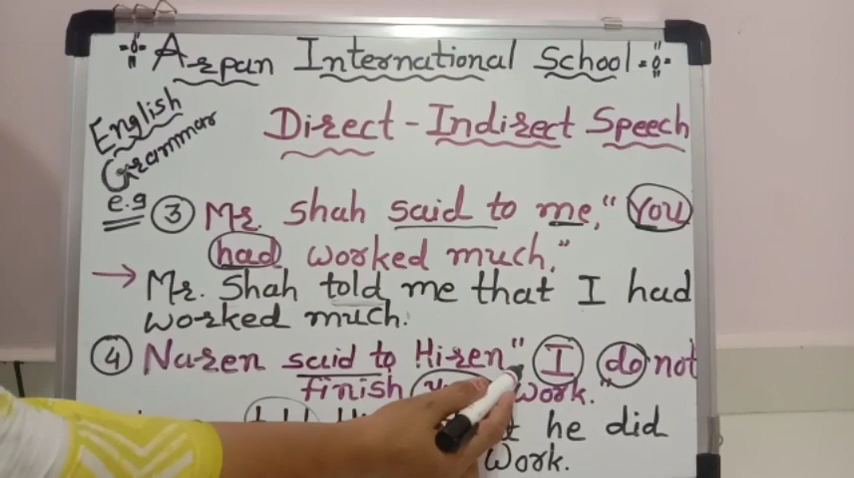 Arpan International School
English
Grammar
Direct - Indirect Speech
e.g ③ Mr. Shah said to me, "You
had worked much."
→ Mr. Shah told me that I had
worked much.
④ Naren said to Hiren " I do not
finish work."
he did
work.